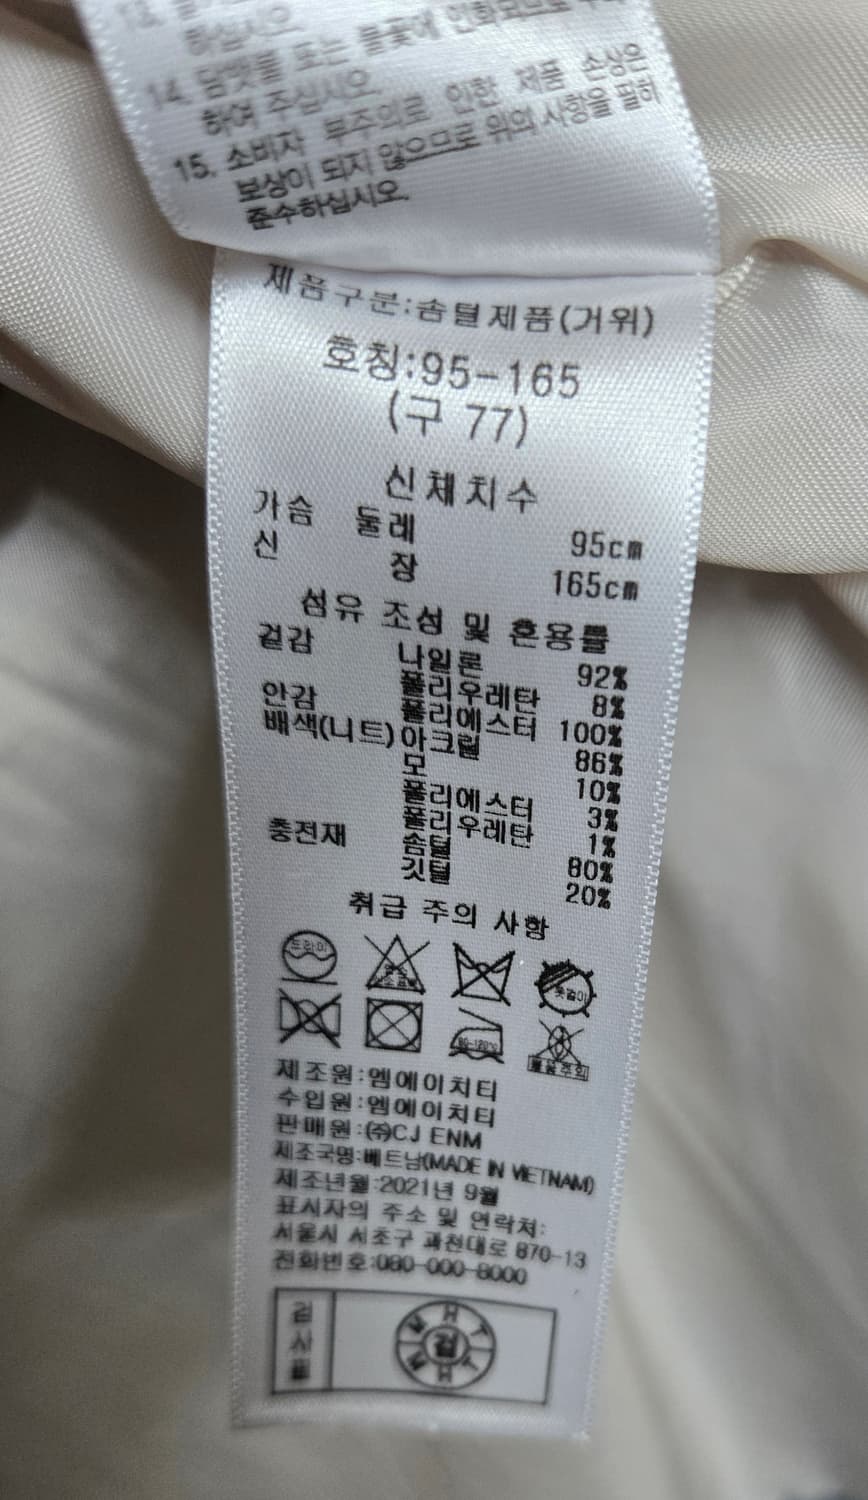 하십시오
14. 담뱃불 또는 불꽃에 인화되므로
하여 주십시오.
15. 소비자 부주의로 인한 제품 손상은
보상이 되지 않으므로 위의 사항을 필히
준수하십시오.
제품구분:솜털제품(거위)
호칭:95-165
(구 77)
신체치수
가슴 둘레 95cm
신 장 165cm
섬유 조성 및 혼용률
겉감 나일론 92%
폴리우레탄 8%
안감 폴리에스터 100%
배색(니트) 아크릴 86%
모 10%
폴리에스터 3%
폴리우레탄 1%
충전재 솜털 80%
깃털 20%
취급 주의 사항
드라이
옷걸이
80-120℃
제조원:엠에이치티
수입원:엠에이치티
판매원:㈜CJ ENM
제조국명:베트남(MADE IN VIETNAM)
제조년월:2021년 9월
표시자의 주소 및 연락처:
서울시 서초구 과천대로 870-13
전화번호:080-000-8000
검사필
검